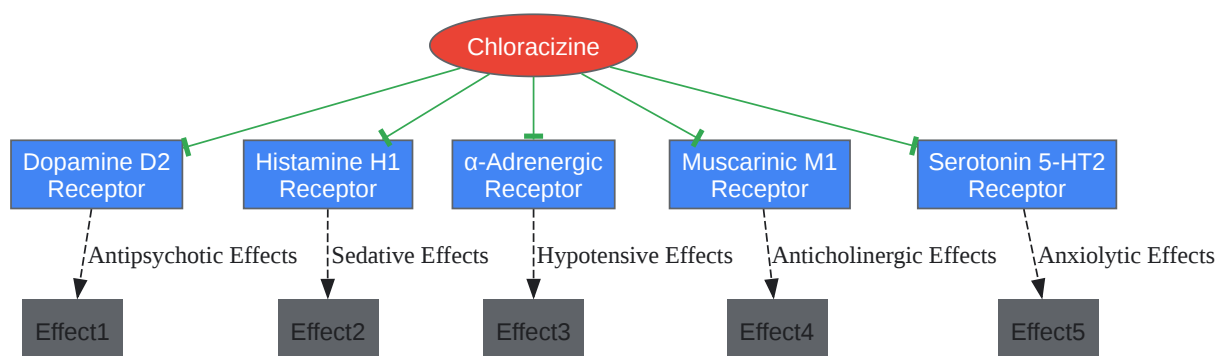 Chloracizine
Dopamine D2
Receptor
Histamine H1
Receptor
α-Adrenergic
Receptor
Muscarinic M1
Receptor
Serotonin 5-HT2
Receptor
Antipsychotic Effects
Sedative Effects
Hypotensive Effects
Anticholinergic Effects
Anxiolytic Effects
Effect1
Effect2
Effect3
Effect4
Effect5